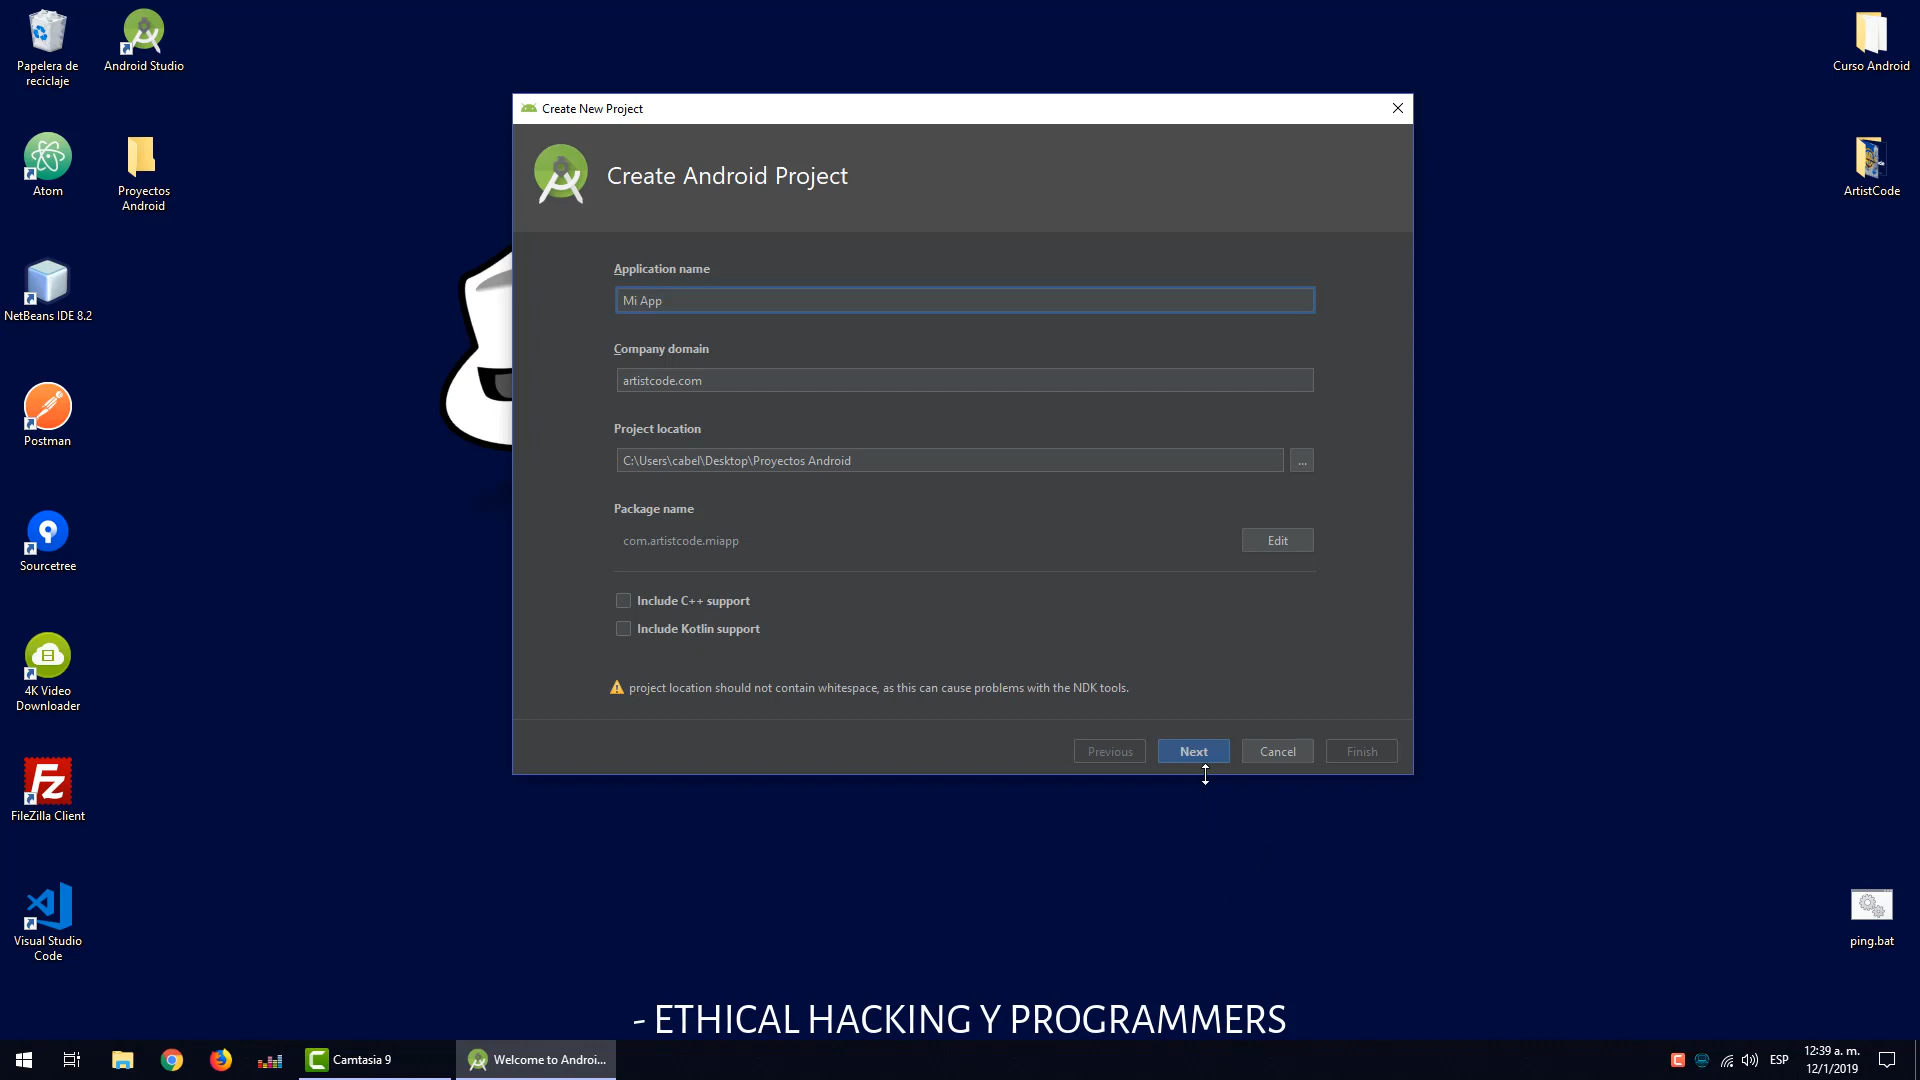 Papelera de
reciclaje
Android Studio
Curso Android
Atom
Proyectos
Android
ArtistCode
NetBeans IDE 8.2
Postman
Sourcetree
4K Video
Downloader
FileZilla Client
Visual Studio
Code
ping.bat
Create New Project
Create Android Project
Application name
Mi App
Company domain
artistcode.com
Project location
C:\Users\cabel\Desktop\Proyectos Android
...
Package name
com.artistcode.miapp
Edit
Include C++ support
Include Kotlin support
project location should not contain whitespace, as this can cause problems with the NDK tools.
Previous
Next
Cancel
Finish
- ETHICAL HACKING Y PROGRAMMERS
Camtasia 9
Welcome to Androi...
ESP
12:39 a. m.
12/1/2019